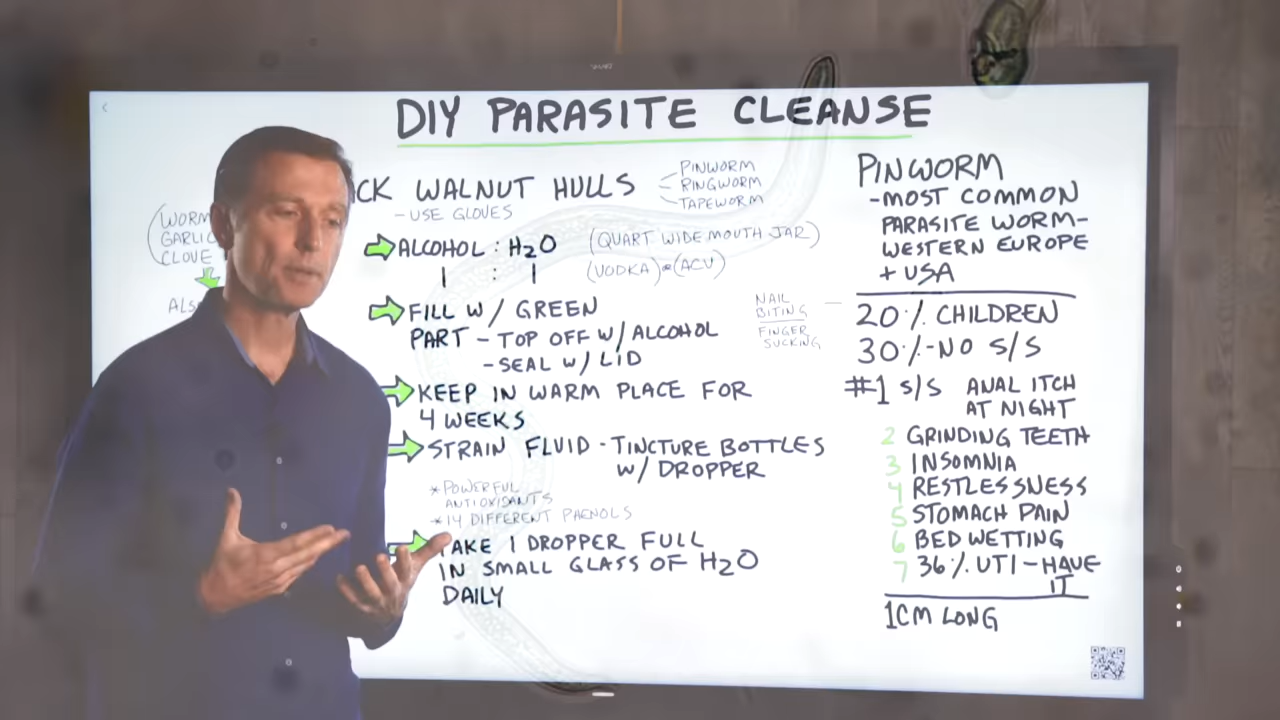 DIY PARASITE CLEANSE
CK WALNUT HULLS
- USE GLOVES
PINWORM
RINGWORM
TAPEWORM
WORM
GARLIC
CLOVE
ALS
ALCOHOL : H2O
1 : 1
(QUART WIDE MOUTH JAR)
(VODKA) (ACV)
FILL W/ GREEN
PART - TOP OFF W/ ALCOHOL
- SEAL W/ LID
KEEP IN WARM PLACE FOR
4 WEEKS
STRAIN FLUID - TINCTURE BOTTLES
W/ DROPPER
* POWERFUL
ANTIOXIDANTS
* 14 DIFFERENT PHENOLS
TAKE 1 DROPPER FULL
IN SMALL GLASS OF H2O
DAILY
NAIL
BITING
FINGER
SUCKING
PINWORM
- MOST COMMON
PARASITE WORM -
WESTERN EUROPE
+ USA
20% CHILDREN
30% - NO S/S
#1 S/S ANAL ITCH
AT NIGHT
2 GRINDING TEETH
3 INSOMNIA
4 RESTLESSNESS
5 STOMACH PAIN
6 BED WETTING
7 36% UTI - HAVE
IT
1CM LONG